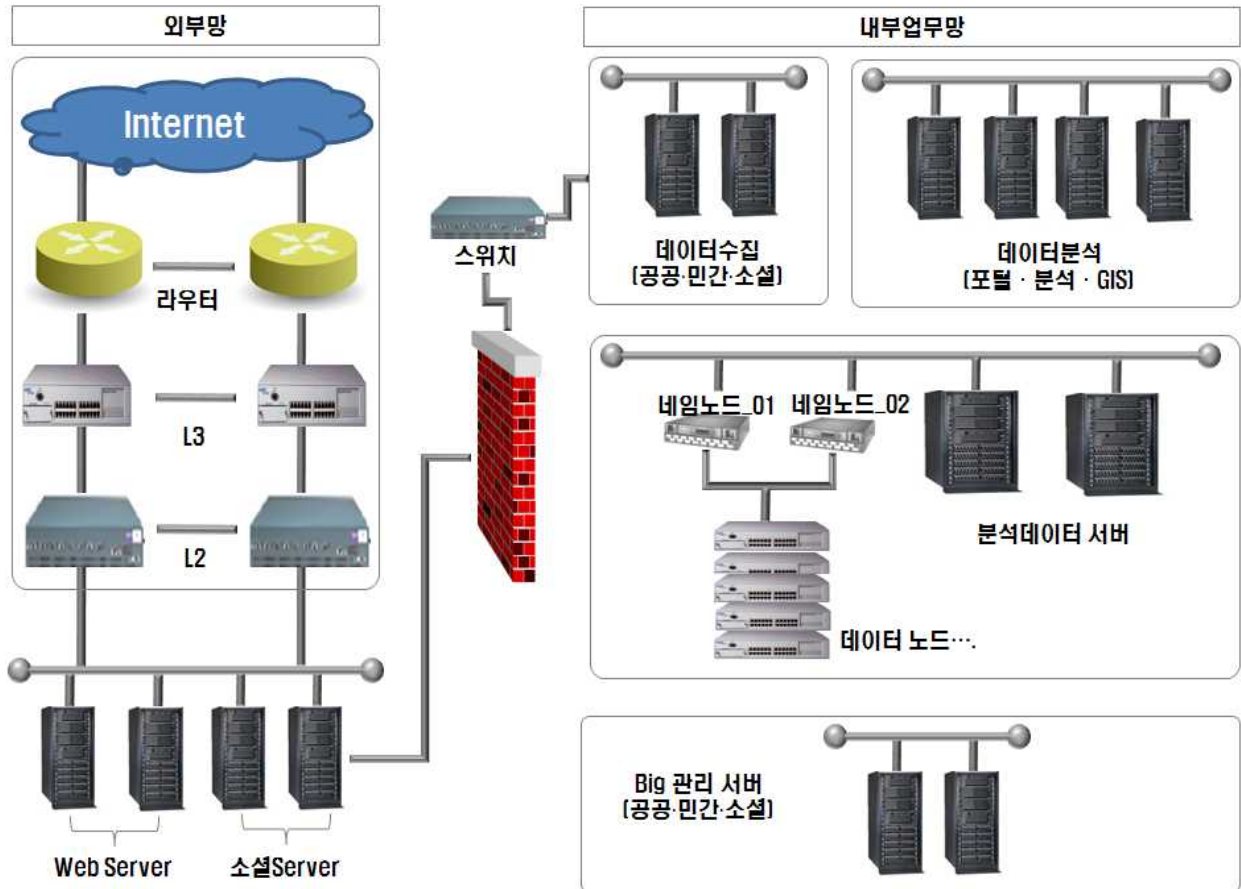 외부망
Internet
라우터
L3
L2
Web Server
소셜Server
스위치
내부업무망
데이터수집
(공공·민간·소셜)
데이터분석
(포털 · 분석 · GIS)
네임노드_01
네임노드_02
분석데이터 서버
데이터 노드….
Big 관리 서버
(공공·민간·소셜)